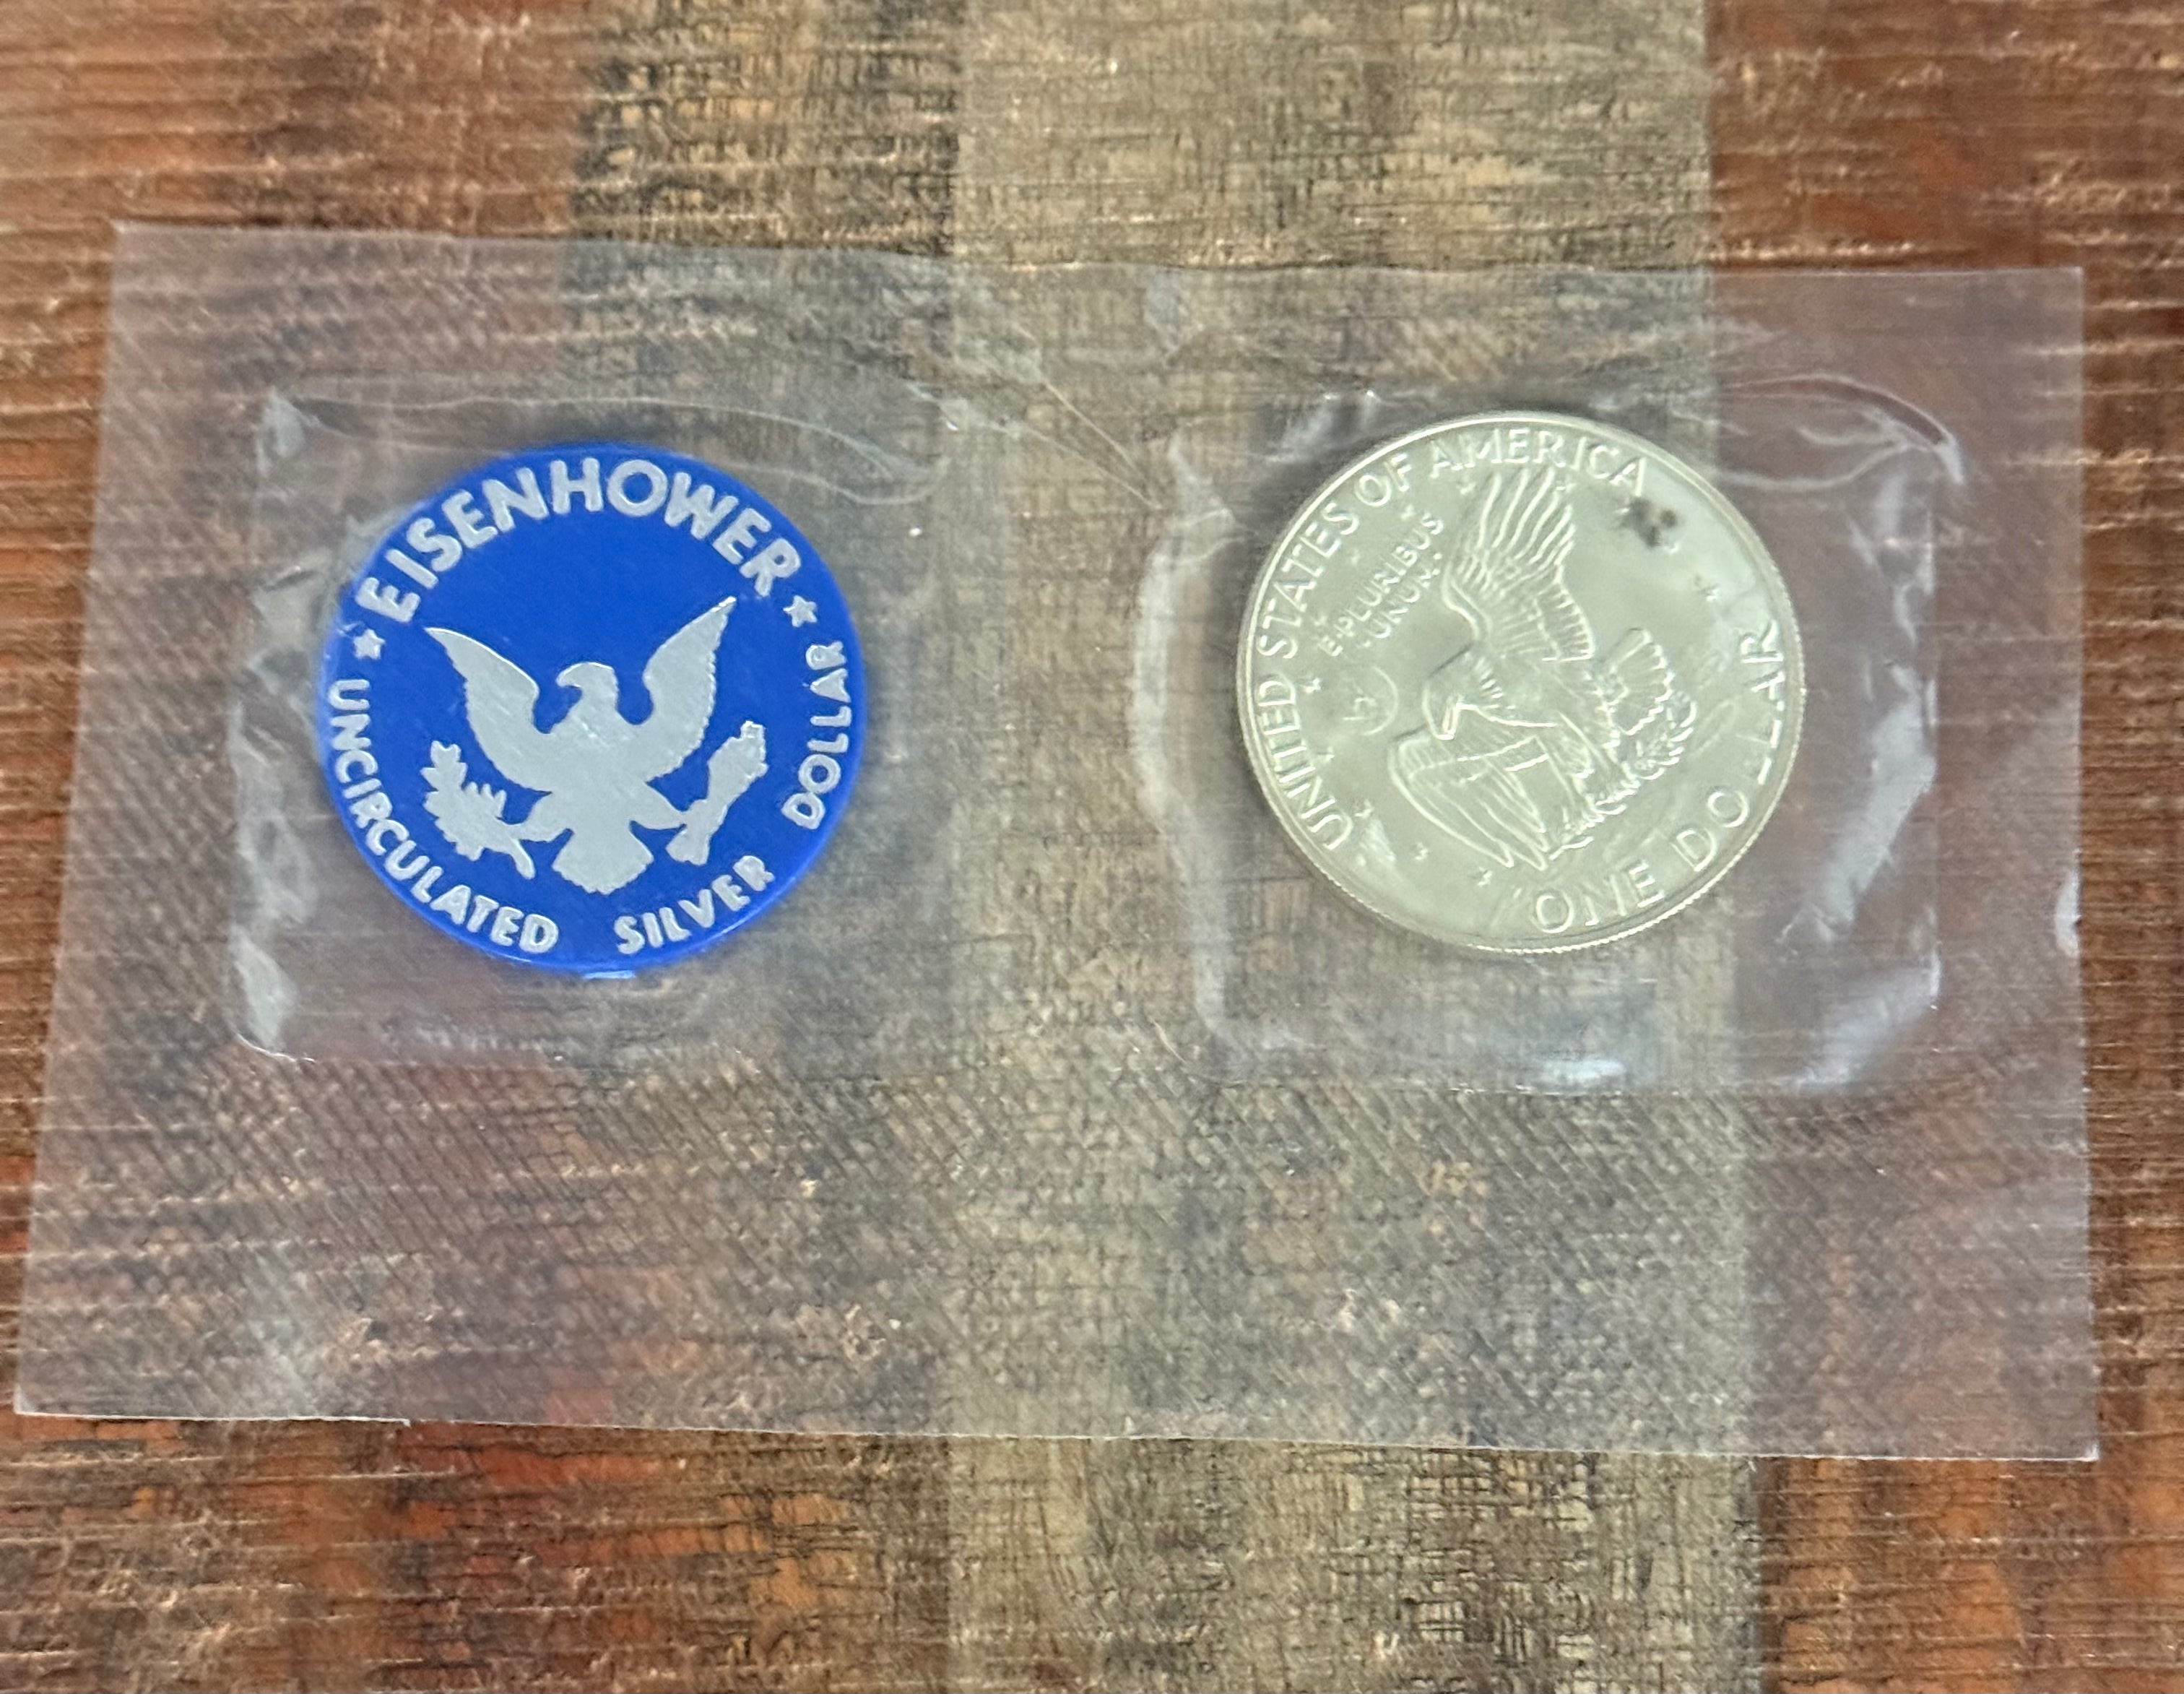 EISENHOWER
UNCIRCULATED SILVER DOLLAR
UNITED STATES OF AMERICA
E·PLURIBUS
UNUM
ONE DOLLAR